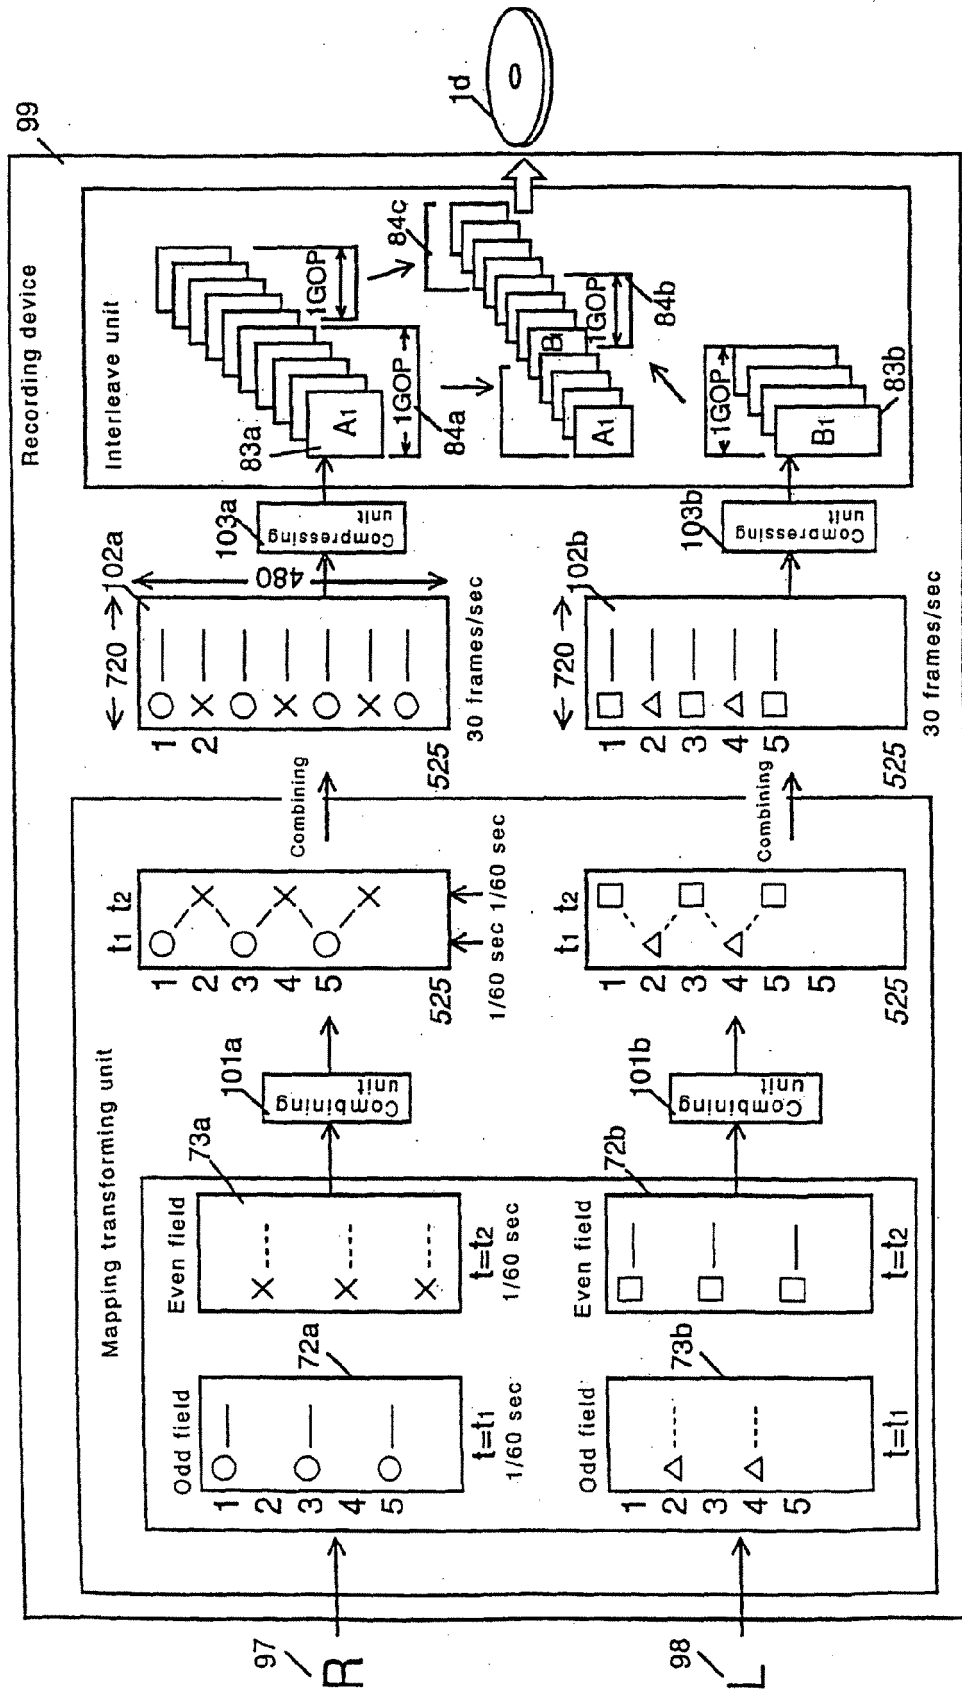 Recording device
99
Mapping transforming unit
Interleave unit
97
R
98
L
Odd field
1
2
3
4
5
72a
t=t1
1/60 sec
Even field
73a
t=t2
1/60 sec
Odd field
1
2
3
4
5
73b
t=t1
Even field
72b
t=t2
101a
Combining
unit
101b
Combining
unit
t1 t2
1
2
3
4
5
525
1/60 sec 1/60 sec
t1 t2
1
2
3
4
5
5
525
Combining
Combining
720
102a
1
2
480
525
30 frames/sec
720
102b
1
2
3
4
5
525
30 frames/sec
103a
Compressing
unit
103b
Compressing
unit
83a
A1
1GOP
84a
1GOP
84c
A1
B1
1GOP
84b
1GOP
B1
83b
1d